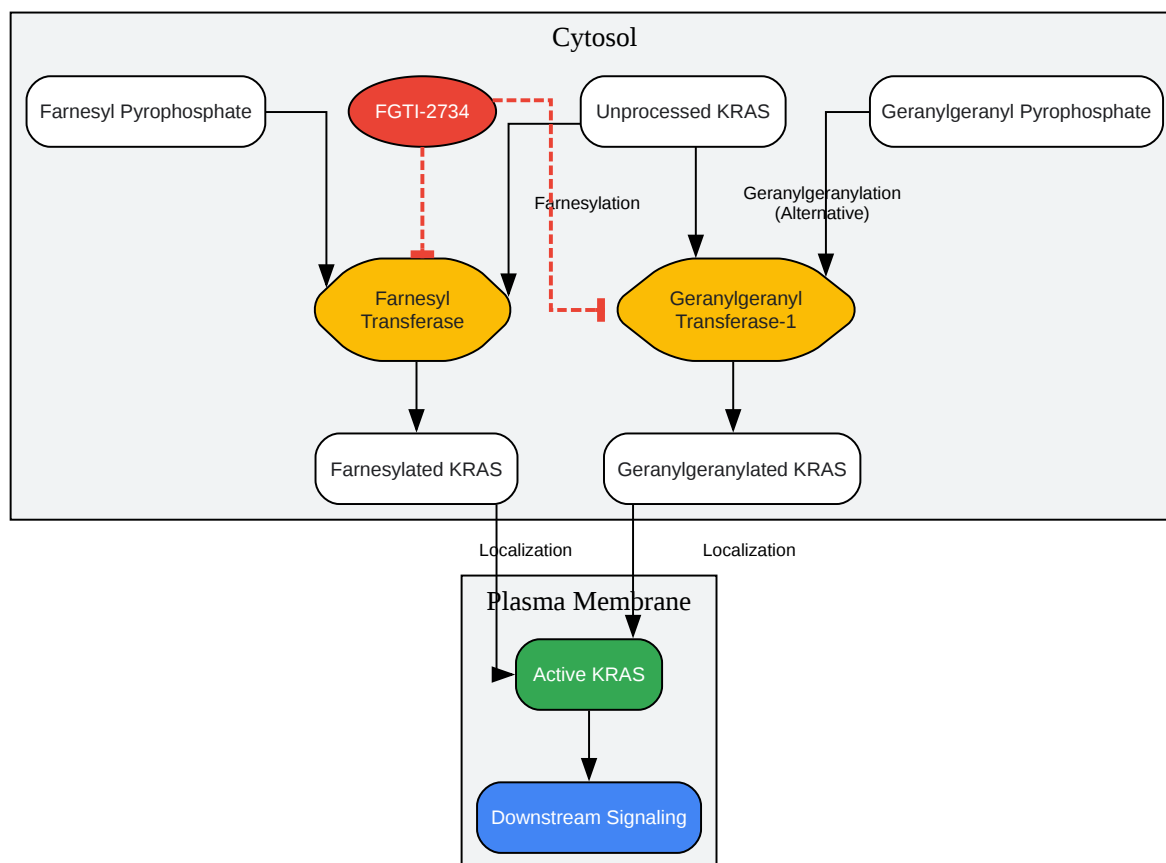 Cytosol
Farnesyl Pyrophosphate
FGTI-2734
Unprocessed KRAS
Geranylgeranyl Pyrophosphate
Farnesylation
Geranylgeranylation
(Alternative)
Farnesyl
Transferase
Geranylgeranyl
Transferase-1
Farnesylated KRAS
Geranylgeranylated KRAS
Localization
Localization
Plasma Membrane
Active KRAS
Downstream Signaling